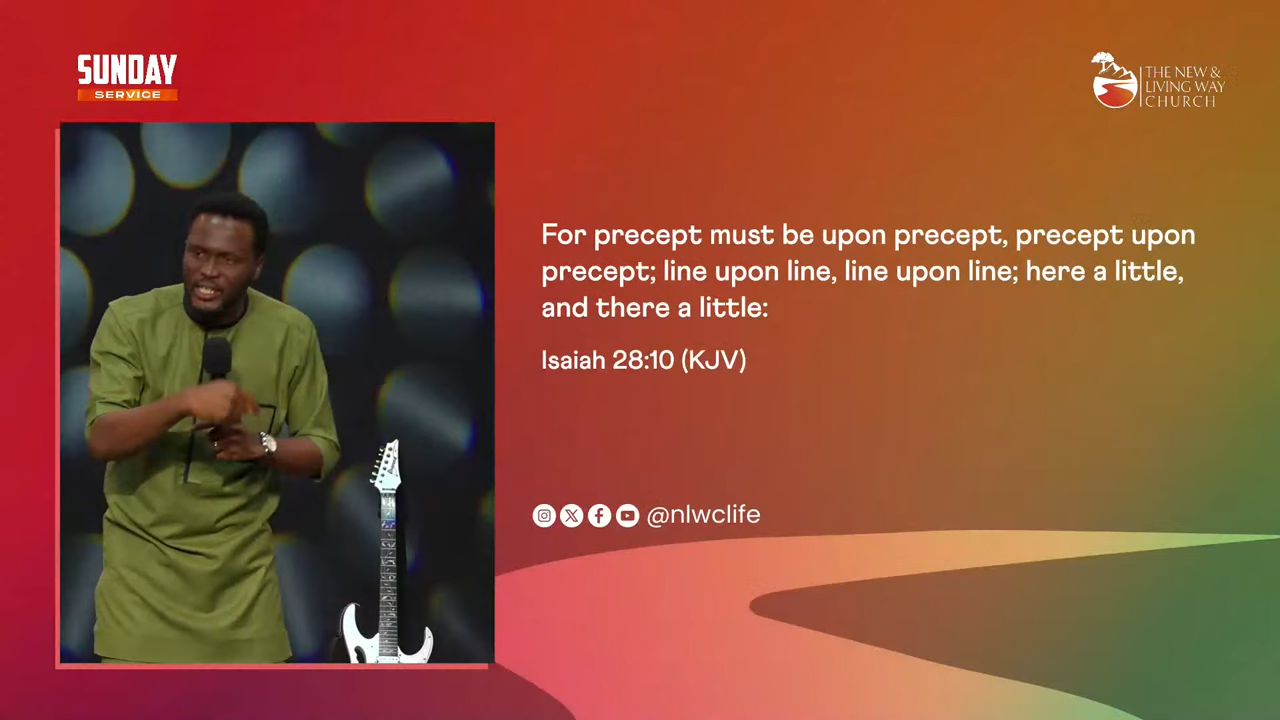 SUNDAY
SERVICE
THE NEW &
LIVING WAY
CHURCH
For precept must be upon precept, precept upon
precept; line upon line, line upon line; here a little,
and there a little:
Isaiah 28:10 (KJV)
@nlwclife
Ibanez